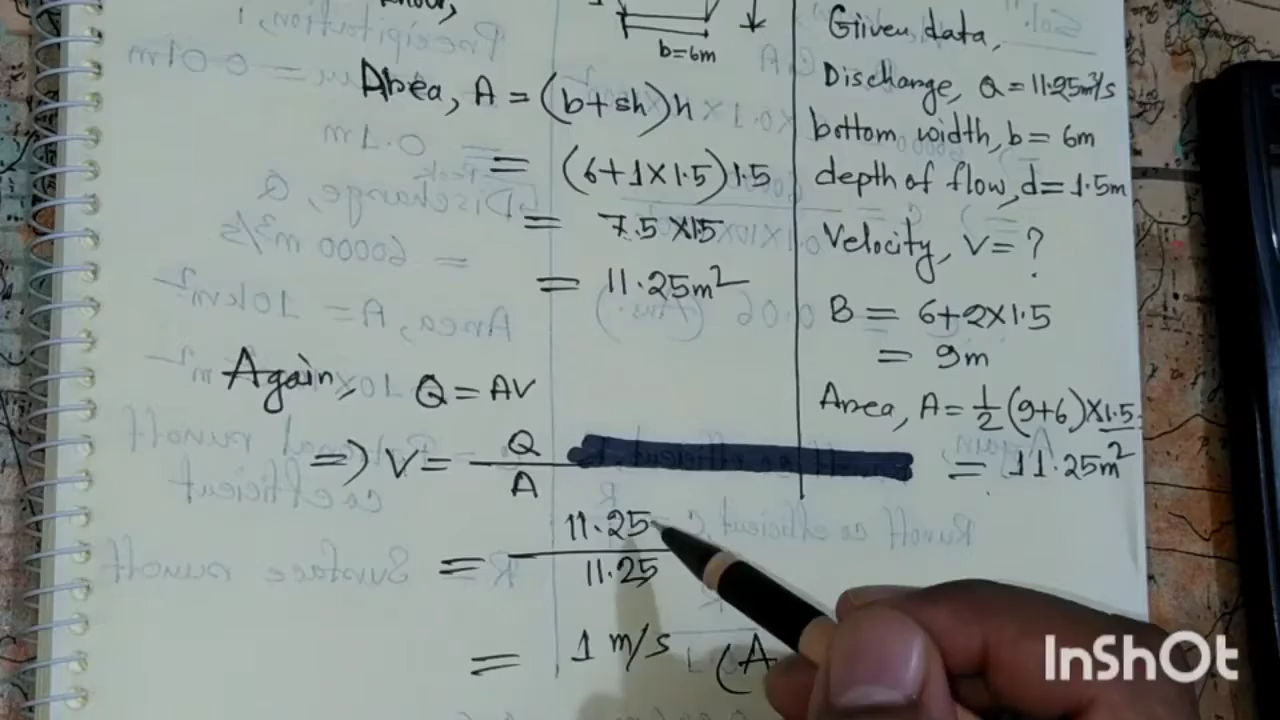 b=6m
Area, A = (b+sh)h
= (6+1×1.5)1.5
= 7.5×15
= 11.25m²
Again, Q = AV
=> V = Q/A
= 11.25/11.25
= 1 m/s (A
Given data,
Discharge, Q = 11.25m³/s
bottom width, b = 6m
depth of flow, d = 1.5m
Velocity, V = ?
B = 6+2×1.5
= 9m
Area, A = 1/2(9+6)×1.5/2
= 11.25m²
InShOt